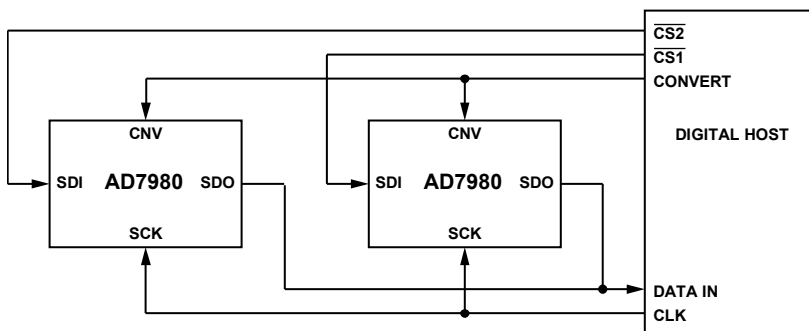 CS2
CS1
CONVERT
CNV
CNV
DIGITAL HOST
SDI AD7980 SDO
SDI AD7980 SDO
SCK
SCK
DATA IN
CLK